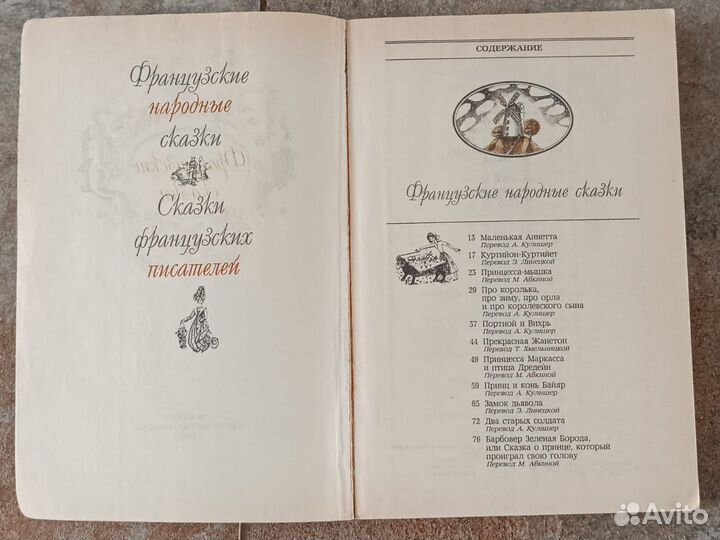 Французские
народные
сказки
Сказки
французских
писателей
СОДЕРЖАНИЕ
Французские народные сказки
13 Маленькая Аннетта
Перевод А. Кулишер
17 Куртийон-Куртийет
Перевод Э. Линецкой
23 Принцесса-мышка
Перевод М. Абкиной
29 Про королька,
про зиму, про орла
и про королевского сына
Перевод А. Кулишер
37 Портной и Вихрь
Перевод А. Кулишер
44 Прекрасная Жанетон
Перевод Т. Хмельницкой
49 Принцесса Маркасса
и птица Дредейн
Перевод М. Абкиной
59 Принц и конь Байяр
Перевод А. Кулишер
65 Замок дьявола
Перевод Э. Линецкой
72 Два старых солдата
Перевод А. Кулишер
76 Барбовер Зеленая Борода,
или Сказка о принце, который
проиграл свою голову
Перевод М. Абкиной
Avito